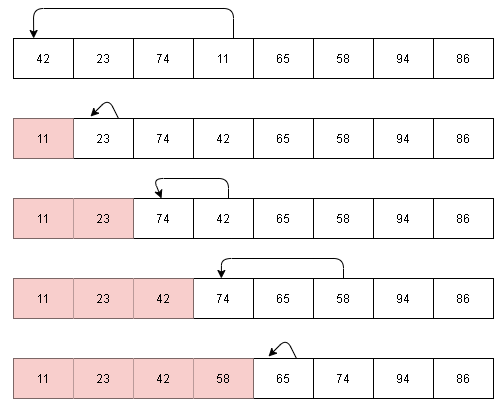 42 23 74 11 65 58 94 86
11 23 74 42 65 58 94 86
11 23 74 42 65 58 94 86
11 23 42 74 65 58 94 86
11 23 42 58 65 74 94 86